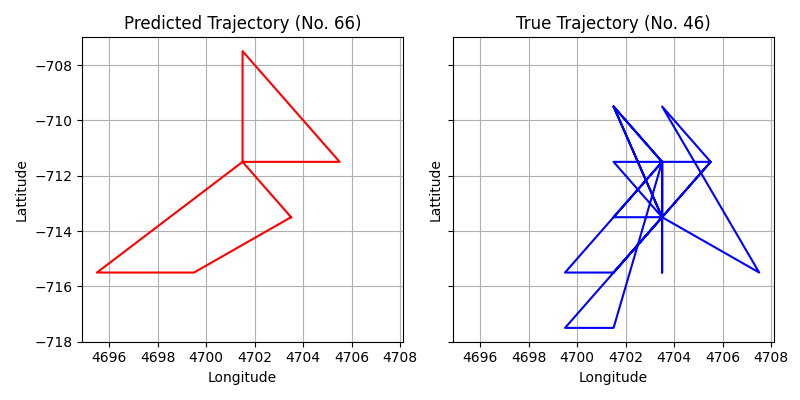 Predicted Trajectory (No. 66)
True Trajectory (No. 46)
Lattitude
−708
−710
−712
−714
−716
−718
4696 4698 4700 4702 4704 4706 4708
Longitude
Lattitude
4696 4698 4700 4702 4704 4706 4708
Longitude